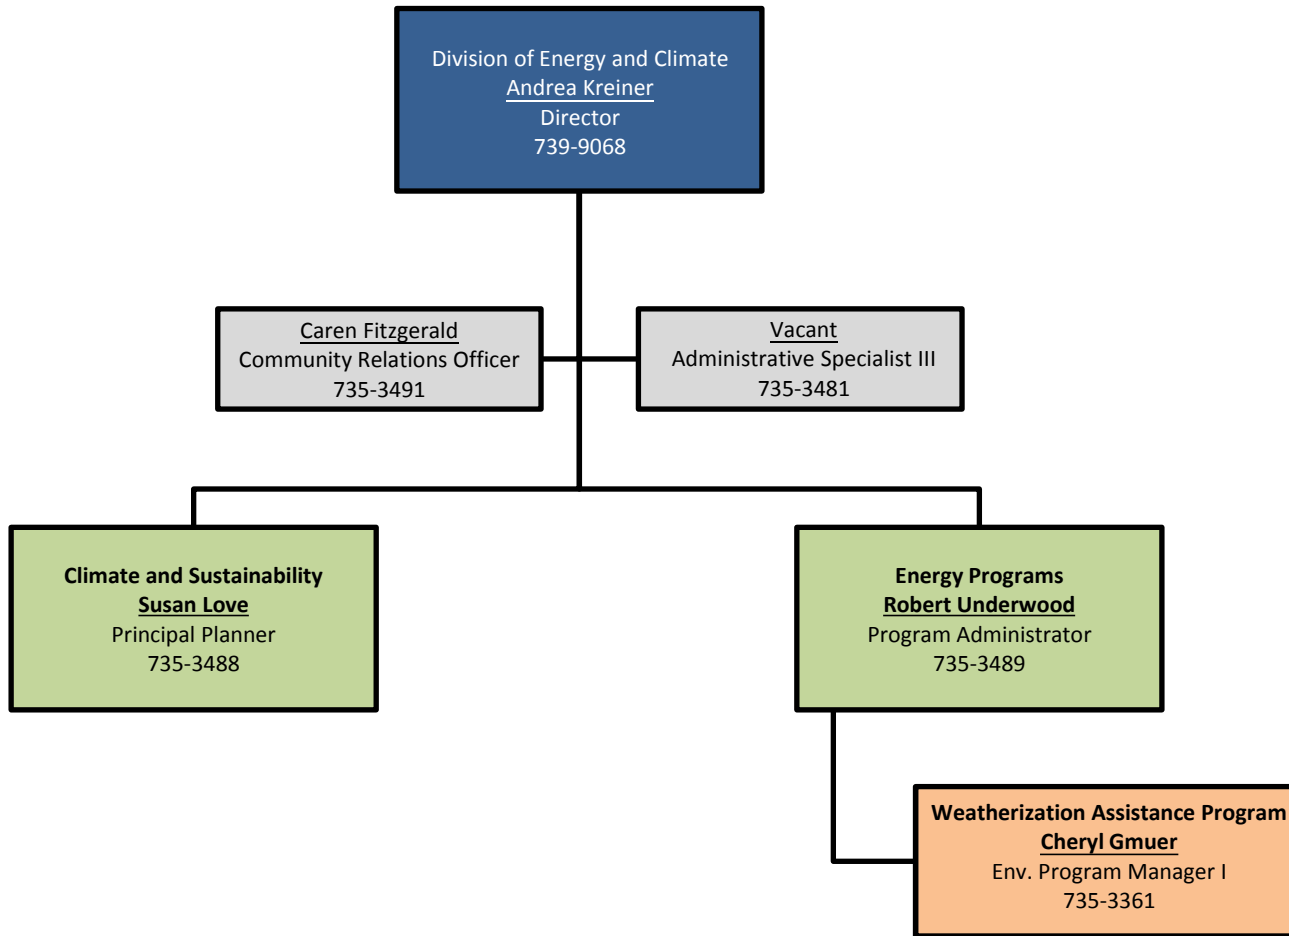 Division of Energy and Climate
Andrea Kreiner
Director
739-9068
Caren Fitzgerald
Community Relations Officer
735-3491
Vacant
Administrative Specialist III
735-3481
Climate and Sustainability
Susan Love
Principal Planner
735-3488
Energy Programs
Robert Underwood
Program Administrator
735-3489
Weatherization Assistance Program
Cheryl Gmuer
Env. Program Manager I
735-3361